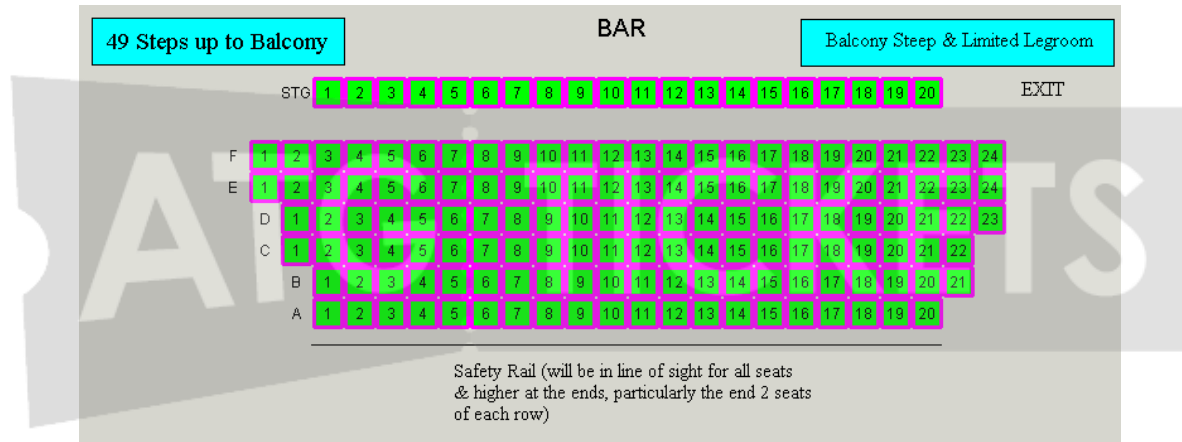 BAR
49 Steps up to Balcony
Balcony Steep & Limited Legroom
STG 1 2 3 4 5 6 7 8 9 10 11 12 13 14 15 16 17 18 19 20
EXIT
F 1 2 3 4 5 6 7 8 9 10 11 12 13 14 15 16 17 18 19 20 21 22 23 24
E 1 2 3 4 5 6 7 8 9 10 11 12 13 14 15 16 17 18 19 20 21 22 23 24
D 1 2 3 4 5 6 7 8 9 10 11 12 13 14 15 16 17 18 19 20 21 22 23
C 1 2 3 4 5 6 7 8 9 10 11 12 13 14 15 16 17 18 19 20 21 22
B 1 2 3 4 5 6 7 8 9 10 11 12 13 14 15 16 17 18 19 20 21
A 1 2 3 4 5 6 7 8 9 10 11 12 13 14 15 16 17 18 19 20
ATG TICKETS
Safety Rail (will be in line of sight for all seats
& higher at the ends, particularly the end 2 seats
of each row)